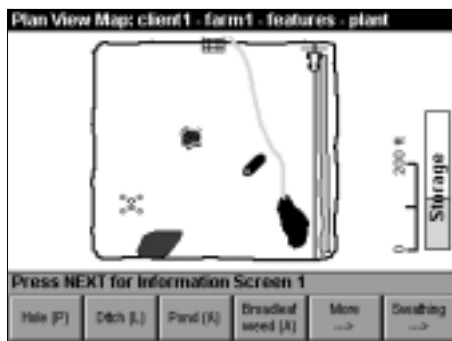 Plan View Map: client1 - farm1 - features - plant
200 ft
0
Storage
Press NEXT for Information Screen 1
Hole (P)
Ditch (L)
Pond (A)
Broadleaf
weed (A)
More
-->
Swathing
-->